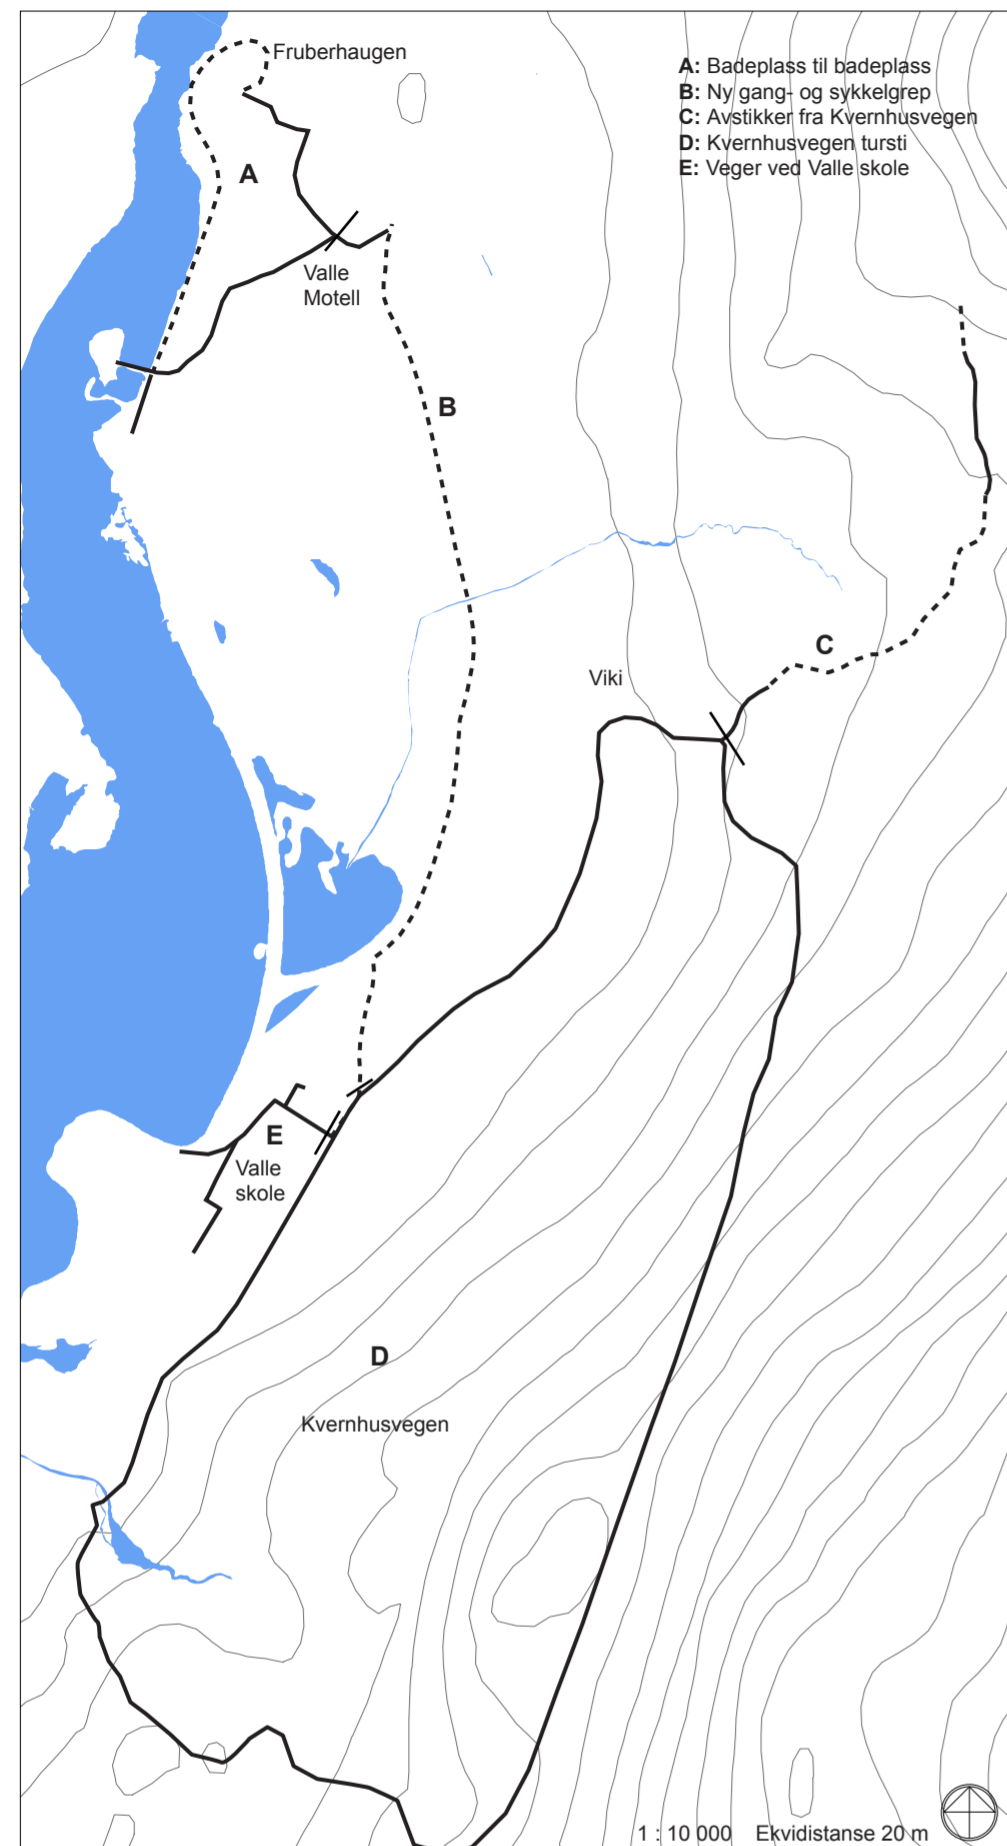 Fruberhaugen
A: Badeplass til badeplass
B: Ny gang- og sykkelgrep
C: Avstikker fra Kvernhusvegen
D: Kvernhusvegen tursti
E: Veger ved Valle skole
A
Valle
Motell
B
C
Viki
E
Valle
skole
D
Kvernhusvegen
1 : 10 000 Ekvidistanse 20 m